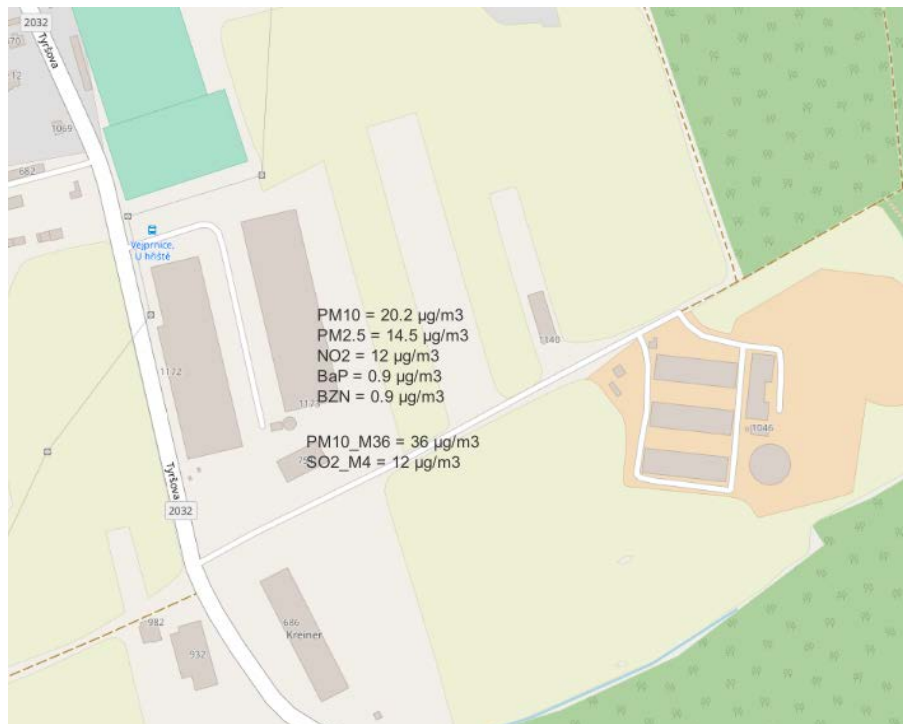 2032
Tyršova
1069
682
Vejprnice,
U hřiště
PM10 = 20.2 µg/m3
PM2.5 = 14.5 µg/m3
NO2 = 12 µg/m3
BaP = 0.9 µg/m3
BZN = 0.9 µg/m3
1140
1172
1173
PM10_M36 = 36 µg/m3
SO2_M4 = 12 µg/m3
1046
Tyršova
2032
982
686
Kreiner
932